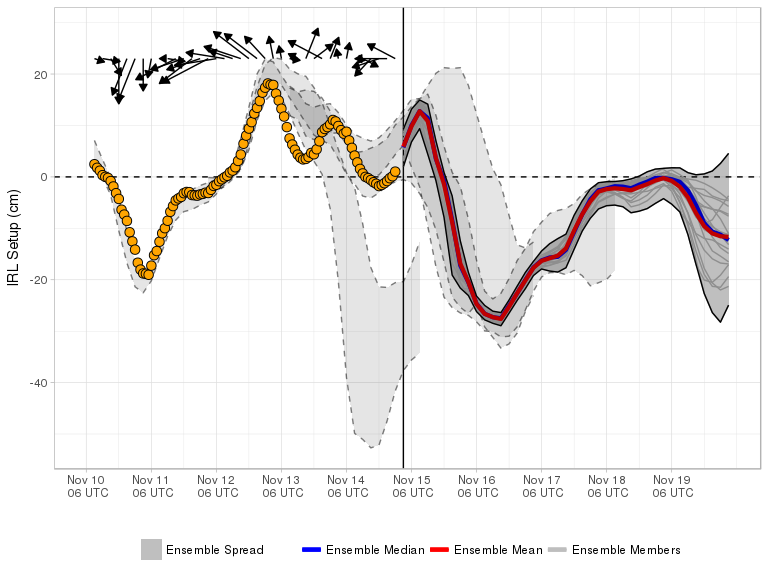 IRL Setup (cm)
20
0
-20
-40
Nov 10 Nov 11 Nov 12 Nov 13 Nov 14 Nov 15 Nov 16 Nov 17 Nov 18 Nov 19
06 UTC 06 UTC 06 UTC 06 UTC 06 UTC 06 UTC 06 UTC 06 UTC 06 UTC 06 UTC
Ensemble Spread Ensemble Median Ensemble Mean Ensemble Members